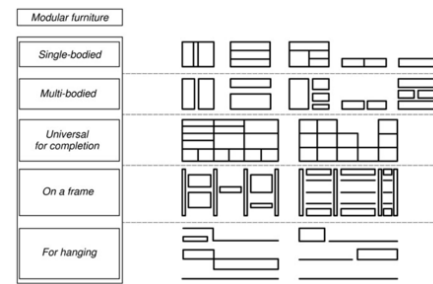 Modular furniture
Single-bodied
Multi-bodied
Universal
for completion
On a frame
For hanging